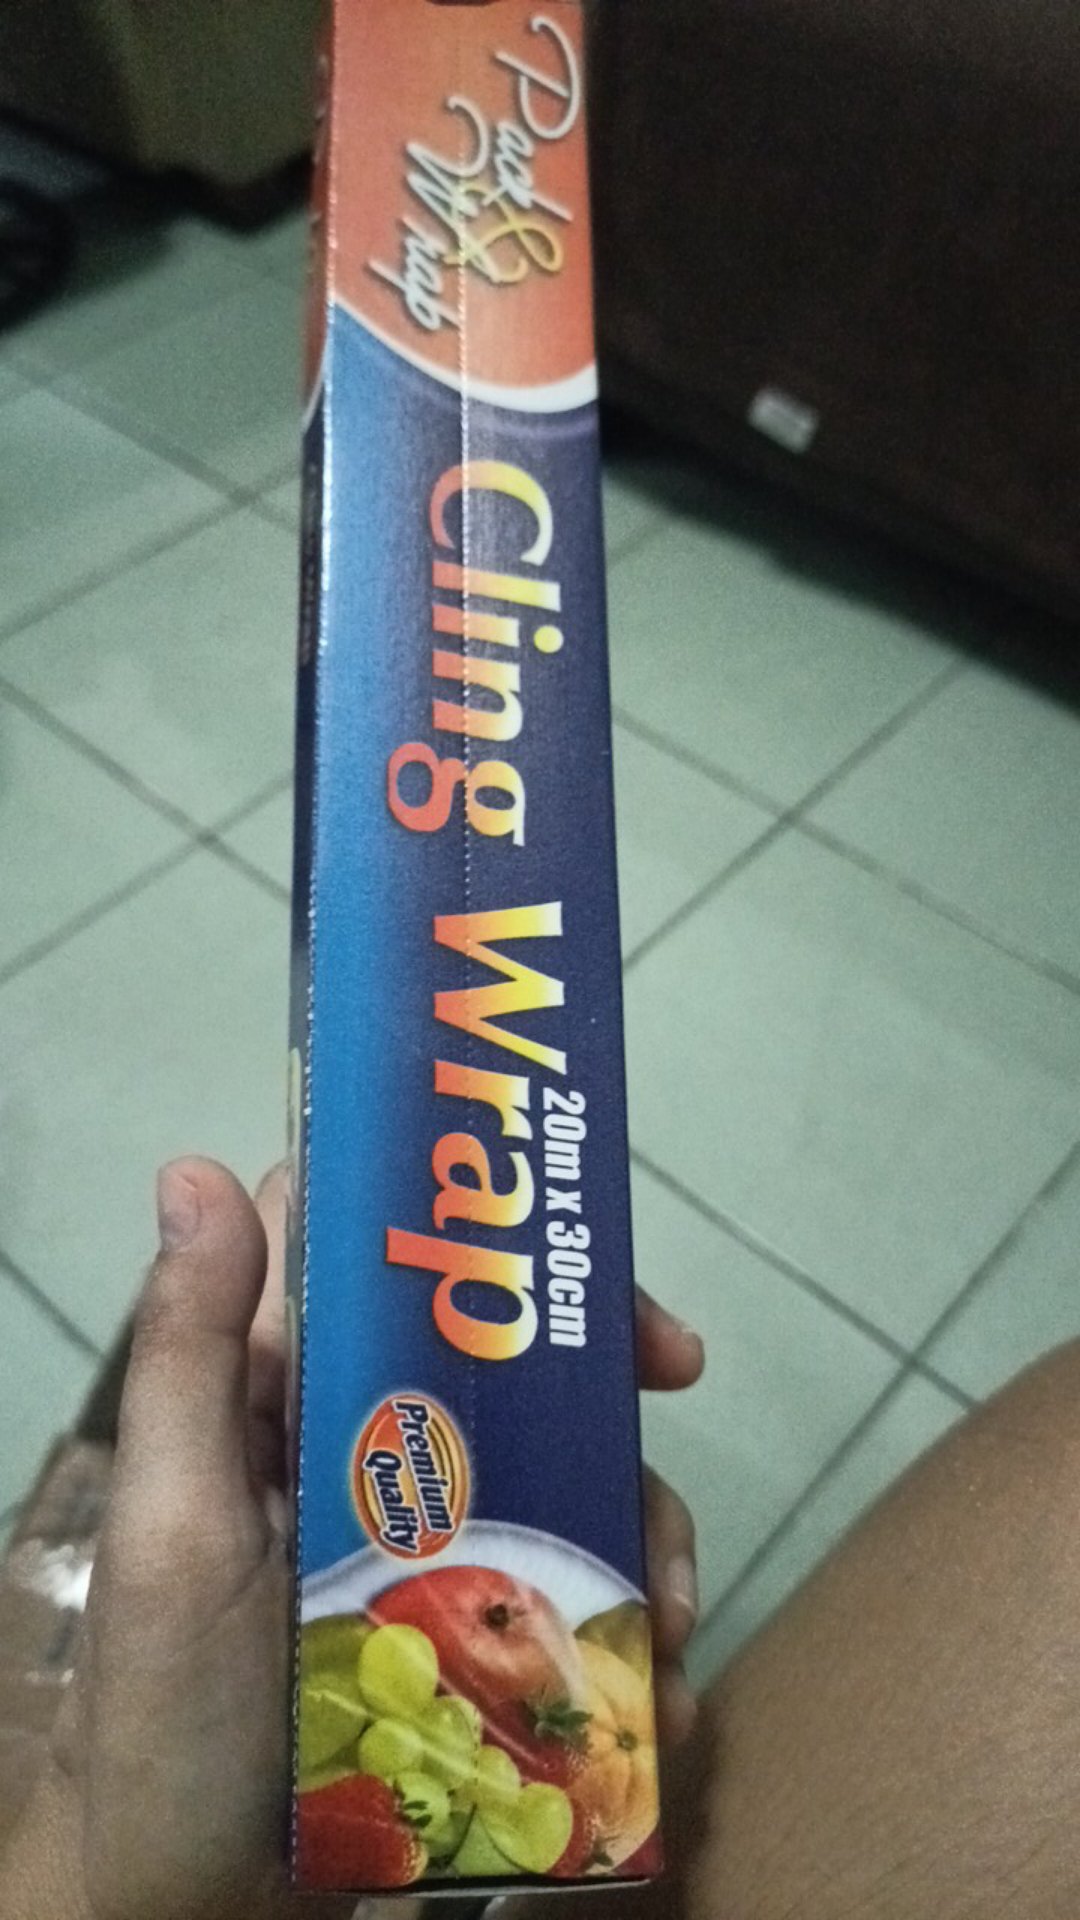 Pack &
Wrap
Cling Wrap
20m x 30cm
Premium
Quality